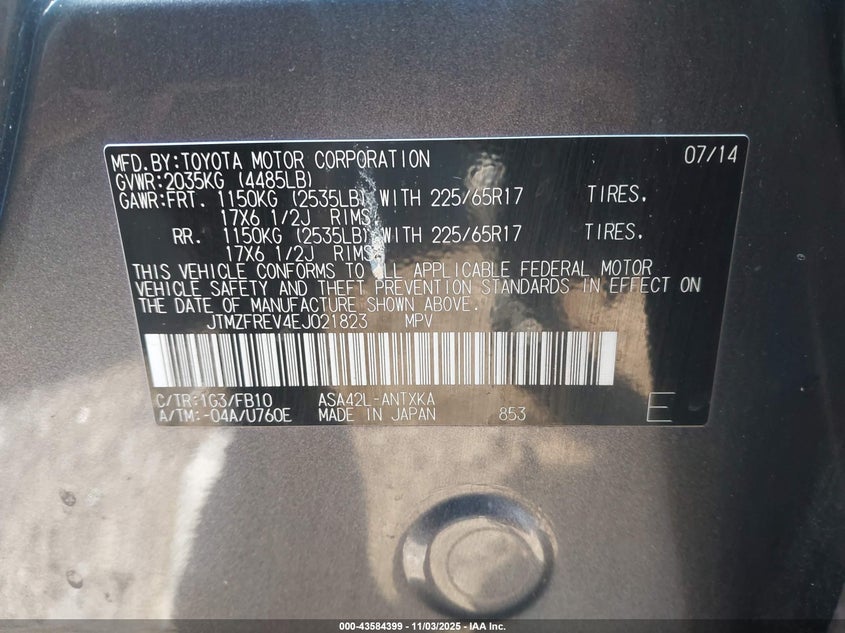 MFD.BY:TOYOTA MOTOR CORPORATION 07/14
GVWR:2035KG (4485LB)
GAWR:FRT. 1150KG (2535LB) WITH 225/65R17 TIRES.
17X6 1/2J RIMS.
RR. 1150KG (2535LB) WITH 225/65R17 TIRES.
17X6 1/2J RIMS
THIS VEHICLE CONFORMS TO ALL APPLICABLE FEDERAL MOTOR
VEHICLE SAFETY AND THEFT PREVENTION STANDARDS IN EFFECT ON
THE DATE OF MANUFACTURE SHOWN ABOVE.
JTMZFREV4EJ021823 MPV
C/TR:1G3/FB10 ASA42L-ANTXKA
A/TM:-04A/U760E MADE IN JAPAN 853 E
000-43584399 - 11/03/2025 - IAA Inc.